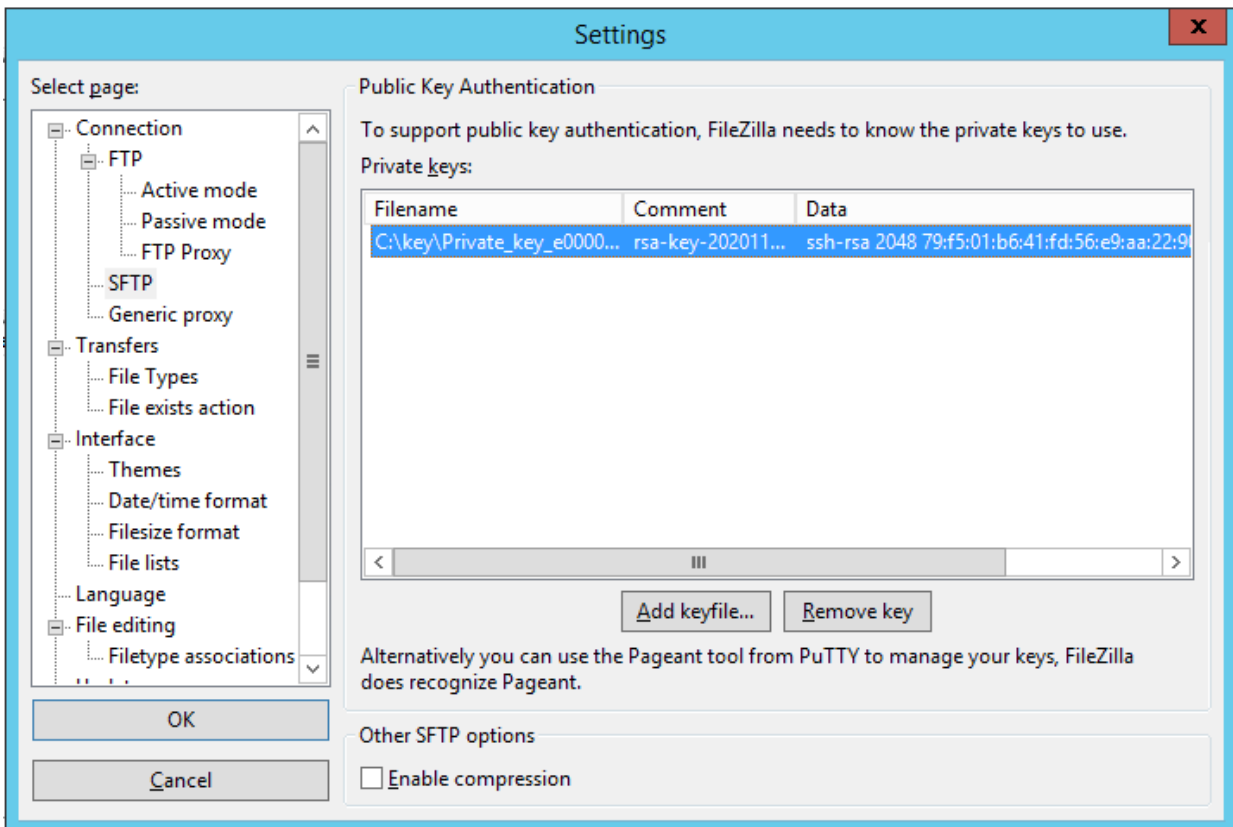 Settings
x
Select page:
Connection
FTP
Active mode
Passive mode
FTP Proxy
SFTP
Generic proxy
Transfers
File Types
File exists action
Interface
Themes
Date/time format
Filesize format
File lists
Language
File editing
Filetype associations
OK
Cancel
Public Key Authentication
To support public key authentication, FileZilla needs to know the private keys to use.
Private keys:
Filename Comment Data
C:\key\Private_key_e0000... rsa-key-202011... ssh-rsa 2048 79:f5:01:b6:41:fd:56:e9:aa:22:9
Add keyfile... Remove key
Alternatively you can use the Pageant tool from PuTTY to manage your keys, FileZilla
does recognize Pageant.
Other SFTP options
Enable compression